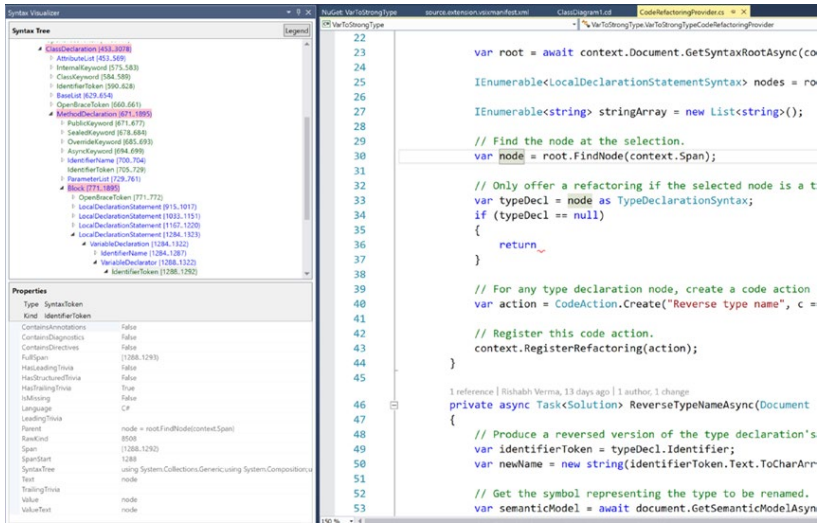 Syntax Visualizer
Syntax Tree
Legend
ClassDeclaration [453..3078)
AttributeList [453..569)
InternalKeyword [575..583)
ClassKeyword [584..589)
IdentifierToken [590..628)
BaseList [629..654)
OpenBraceToken [660..661)
MethodDeclaration [671..1895)
PublicKeyword [671..677)
SealedKeyword [678..684)
OverrideKeyword [685..693)
AsyncKeyword [694..699)
IdentifierName [700..704)
IdentifierToken [705..729)
ParameterList [729..761)
Block [771..1895)
OpenBraceToken [771..772)
LocalDeclarationStatement [915..1017)
LocalDeclarationStatement [1033..1151)
LocalDeclarationStatement [1167..1220)
LocalDeclarationStatement [1284..1323)
VariableDeclaration [1284..1322)
IdentifierName [1284..1287)
VariableDeclarator [1288..1322)
IdentifierToken [1288..1292)
Properties
Type SyntaxToken
Kind IdentifierToken
ContainsAnnotations False
ContainsDiagnostics False
ContainsDirectives False
FullSpan [1288..1293)
HasLeadingTrivia False
HasStructuredTrivia False
HasTrailingTrivia True
IsMissing False
Language C#
LeadingTrivia
Parent node = root.FindNode(context.Span)
RawKind 8508
Span [1288..1292)
SpanStart 1288
SyntaxTree using System.Collections.Generic;using System.Composition;u
Text node
TrailingTrivia
Value node
ValueText node
NuGet: VarToStrongType source.extension.vsixmanifest.xml ClassDiagram1.cd CodeRefactoringProvider.cs
VarToStrongType VarToStrongType.VarToStrongTypeCodeRefactoringProvider
22
23 var root = await context.Document.GetSyntaxRootAsync(co
24
25 IEnumerable<LocalDeclarationStatementSyntax> nodes = ro
26
27 IEnumerable<string> stringArray = new List<string>();
28
29 // Find the node at the selection.
30 var node = root.FindNode(context.Span);
31
32 // Only offer a refactoring if the selected node is a t
33 var typeDecl = node as TypeDeclarationSyntax;
34 if (typeDecl == null)
35 {
36 return
37 }
38
39 // For any type declaration node, create a code action
40 var action = CodeAction.Create("Reverse type name", c =
41
42 // Register this code action.
43 context.RegisterRefactoring(action);
44 }
45
1 reference | Rishabh Verma, 13 days ago | 1 author, 1 change
46 private async Task<Solution> ReverseTypeNameAsync(Document
47 {
48 // Produce a reversed version of the type declaration's
49 var identifierToken = typeDecl.Identifier;
50 var newName = new string(identifierToken.Text.ToCharArr
51
52 // Get the symbol representing the type to be renamed.
53 var semanticModel = await document.GetSemanticModelAsyn
150 %